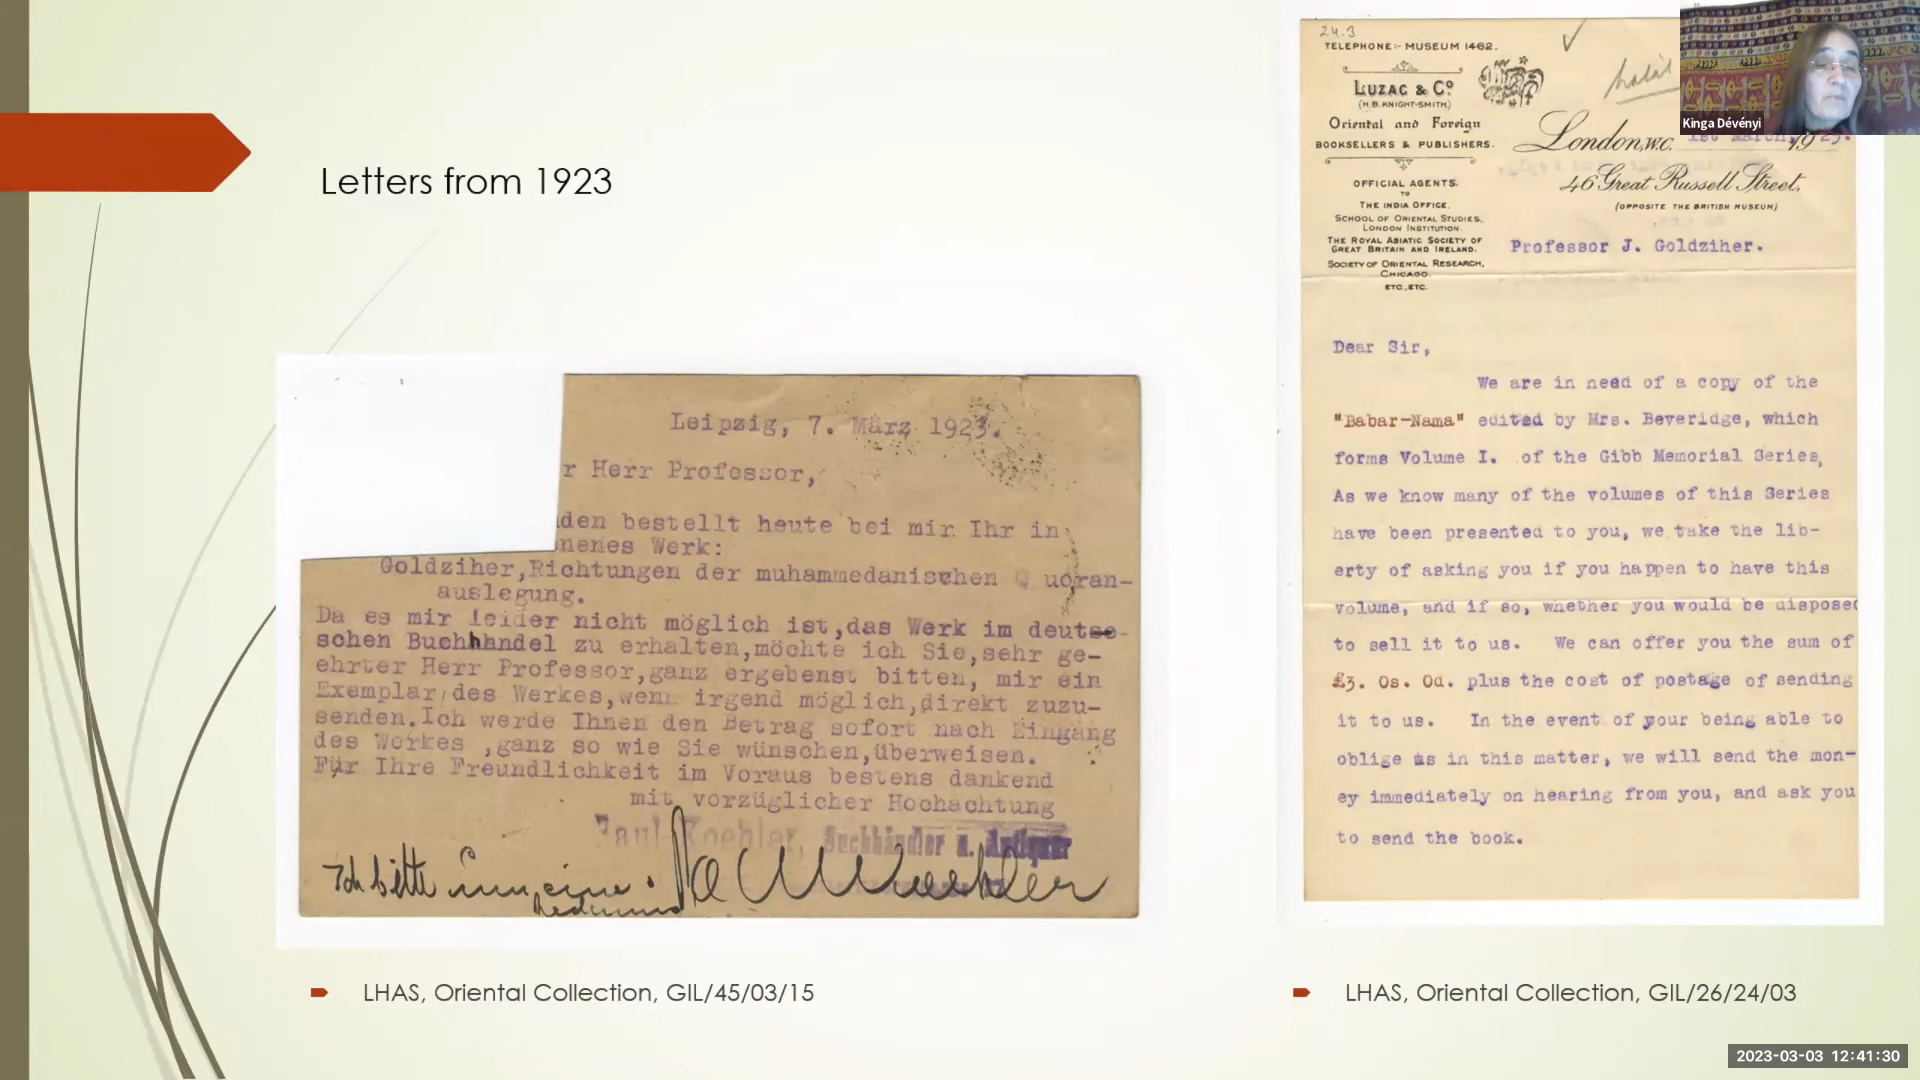 Letters from 1923
Leipzig, 7. März 1923.
r Herr Professor,
den bestellt heute bei mir Ihr in
nenes Werk:
Goldziher,Richtungen der muhammedanischen Q uoran-
auslegung.
Da es mir leider nicht möglich ist,das Werk im deutse-
schen Buchhandel zu erhalten,möchte ich Sie,sehr ge-
ehrter Herr Professor,ganz ergebenst bitten, mir ein
Exemplar des Werkes,wenn irgend möglich,direkt zuzu-
senden.Ich werde Ihnen den Betrag sofort nach Eingang
des Werkes ,ganz so wie Sie wünschen,überweisen.
Für Ihre Freundlichkeit im Voraus bestens dankend
mit vorzüglicher Hochachtung
Paul Koehler, Buchhändler u. Antiquar
Ich bitte um eine
LHAS, Oriental Collection, GIL/45/03/15
24.3
TELEPHONE:- MUSEUM 1462.
LUZAC & Co
(H.B.KNIGHT-SMITH)
Oriental and Foreign
BOOKSELLERS & PUBLISHERS.
OFFICIAL AGENTS.
TO
THE INDIA OFFICE,
SCHOOL OF ORIENTAL STUDIES,
LONDON INSTITUTION.
THE ROYAL ASIATIC SOCIETY OF
GREAT BRITAIN AND IRELAND.
SOCIETY OF ORIENTAL RESEARCH,
CHICAGO.
ETC.,ETC.
London, W.C. 1st March, 1923.
46 Great Russell Street,
(OPPOSITE THE BRITISH MUSEUM)
Professor J. Goldziher.
Dear Sir,
We are in need of a copy of the
"Babar-Nama" edited by Mrs. Beveridge, which
forms Volume I. of the Gibb Memorial Series,
As we know many of the volumes of this Series
have been presented to you, we take the lib-
erty of asking you if you happen to have this
volume, and if so, whether you would be disposed
to sell it to us. We can offer you the sum of
£3. 0s. 0d. plus the cost of postage of sending
it to us. In the event of your being able to
oblige us in this matter, we will send the mon-
ey immediately on hearing from you, and ask you
to send the book.
LHAS, Oriental Collection, GIL/26/24/03
Kinga Dévényi
2023-03-03 12:41:30